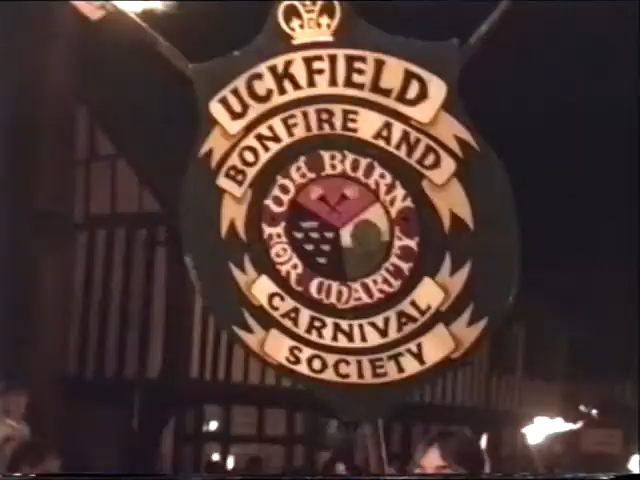 UCKFIELD
BONFIRE AND
WE BURN
FOR CHARITY
CARNIVAL
SOCIETY